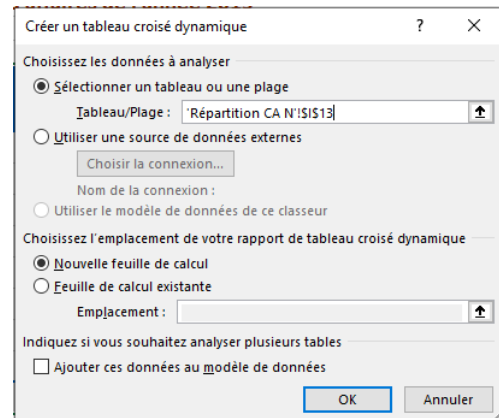 Créer un tableau croisé dynamique
?
Choisissez les données à analyser
Sélectionner un tableau ou une plage
Tableau/Plage : 'Répartition CA N'!$I$13
Utiliser une source de données externes
Choisir la connexion...
Nom de la connexion :
Utiliser le modèle de données de ce classeur
Choisissez l'emplacement de votre rapport de tableau croisé dynamique
Nouvelle feuille de calcul
Feuille de calcul existante
Emplacement :
Indiquez si vous souhaitez analyser plusieurs tables
Ajouter ces données au modèle de données
OK Annuler